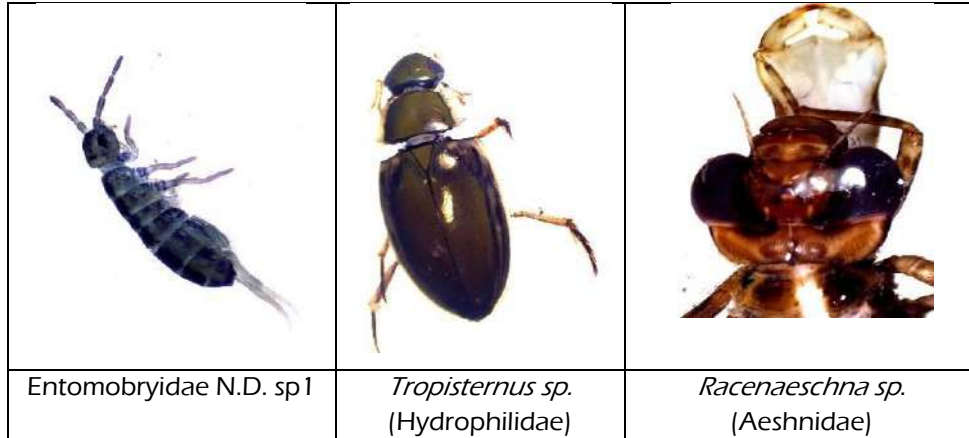 Entomobryidae N.D. sp1
Tropisternus sp.
(Hydrophilidae)
Racenaeschna sp.
(Aeshnidae)